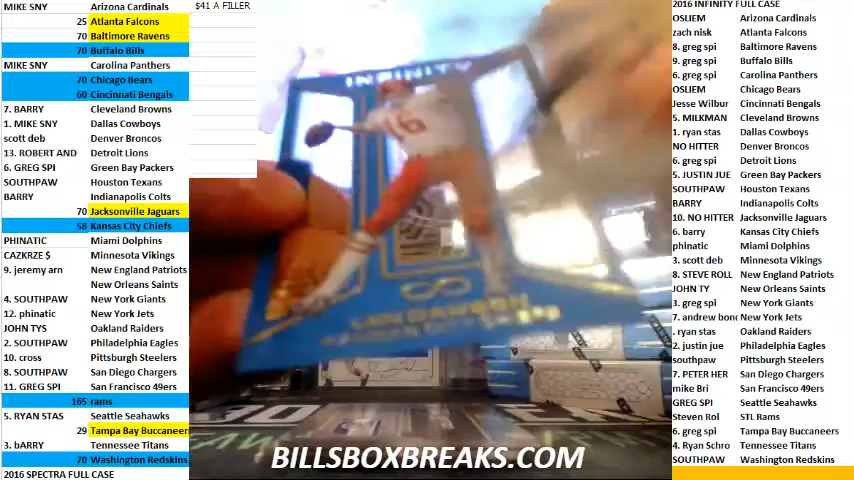 MIKE SNY Arizona Cardinals
25 Atlanta Falcons
70 Baltimore Ravens
70 Buffalo Bills
MIKE SNY Carolina Panthers
70 Chicago Bears
60 Cincinnati Bengals
7. BARRY Cleveland Browns
1. MIKE SNY Dallas Cowboys
scott deb Denver Broncos
13. ROBERT AND Detroit Lions
6. GREG SPI Green Bay Packers
SOUTHPAW Houston Texans
BARRY Indianapolis Colts
70 Jacksonville Jaguars
58 Kansas City Chiefs
PHINATIC Miami Dolphins
CAZKRZE $ Minnesota Vikings
9. jeremy arn New England Patriots
New Orleans Saints
4. SOUTHPAW New York Giants
12. phinatic New York Jets
JOHN TYS Oakland Raiders
2. SOUTHPAW Philadelphia Eagles
10. cross Pittsburgh Steelers
8. SOUTHPAW San Diego Chargers
11. GREG SPI San Francisco 49ers
165 rams
5. RYAN STAS Seattle Seahawks
29 Tampa Bay Buccaneers
3. bARRY Tennessee Titans
70 Washington Redskins
2016 SPECTRA FULL CASE
$41 A FILLER
INFINITY
16
LEN DAWSON
BILLSBOXBREAKS.COM
2016 INFINITY FULL CASE
OSLIEM Arizona Cardinals
zach nisk Atlanta Falcons
8. greg spi Baltimore Ravens
9. greg spi Buffalo Bills
6. greg spi Carolina Panthers
OSLIEM Chicago Bears
Jesse Wilbur Cincinnati Bengals
5. MILKMAN Cleveland Browns
1. ryan stas Dallas Cowboys
NO HITTER Denver Broncos
6. greg spi Detroit Lions
5. JUSTIN JUE Green Bay Packers
SOUTHPAW Houston Texans
BARRY Indianapolis Colts
10. NO HITTER Jacksonville Jaguars
6. barry Kansas City Chiefs
phinatic Miami Dolphins
3. scott deb Minnesota Vikings
8. STEVE ROLL New England Patriots
JOHN TY New Orleans Saints
3. greg spi New York Giants
7. andrew bond New York Jets
. ryan stas Oakland Raiders
2. justin jue Philadelphia Eagles
southpaw Pittsburgh Steelers
7. PETER HER San Diego Chargers
mike Bri San Francisco 49ers
GREG SPI Seattle Seahawks
Steven Rol STL Rams
6. greg spi Tampa Bay Buccaneers
4. Ryan Schro Tennessee Titans
SOUTHPAW Washington Redskins